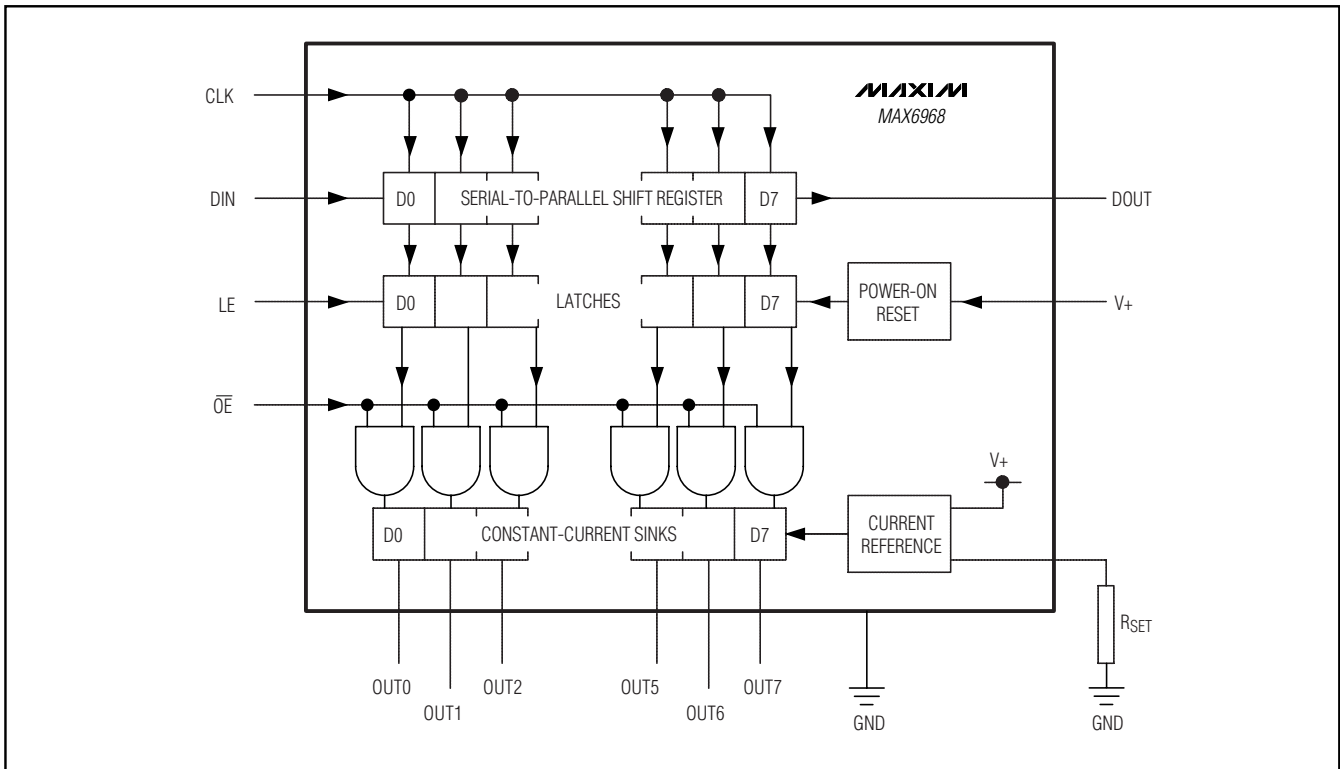 CLK
MAXIM
MAX6968
DIN
D0
SERIAL-TO-PARALLEL SHIFT REGISTER
D7
DOUT
LE
D0
LATCHES
D7
POWER-ON
RESET
V+
OE
V+
D0
CONSTANT-CURRENT SINKS
D7
CURRENT
REFERENCE
RSET
OUT0
OUT2
OUT5
OUT7
OUT1
OUT6
GND
GND